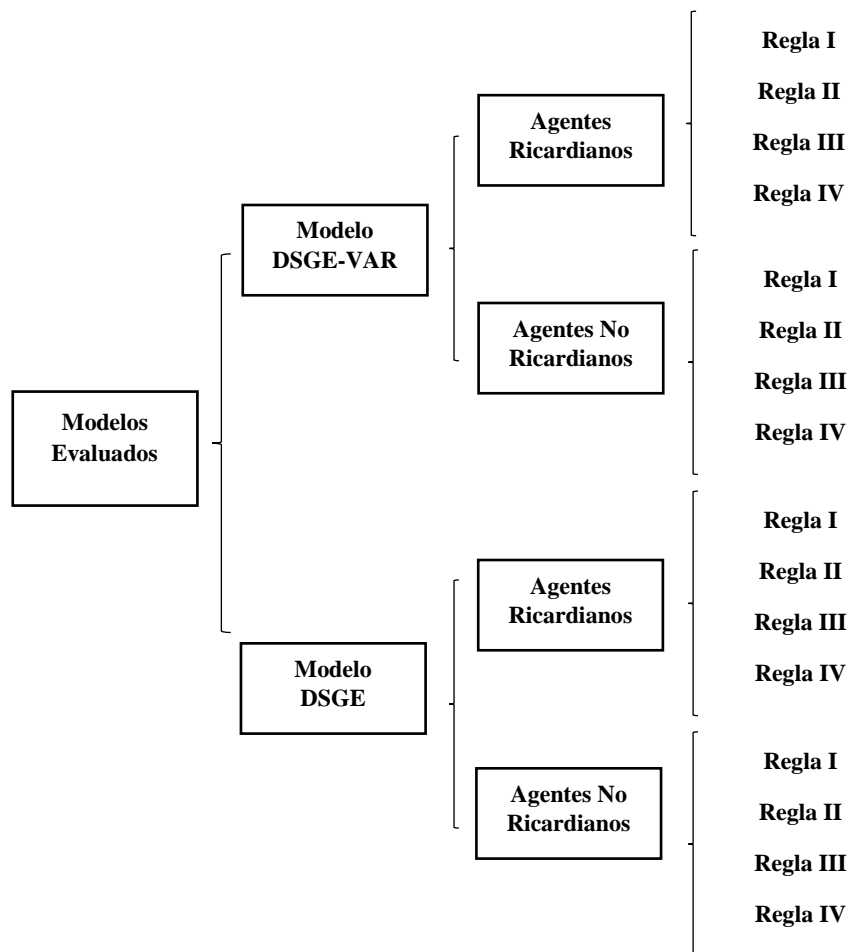 Modelos
Evaluados
Modelo
DSGE-VAR
Agentes
Ricardianos
Regla I
Regla II
Regla III
Regla IV
Agentes No
Ricardianos
Regla I
Regla II
Regla III
Regla IV
Modelo
DSGE
Agentes
Ricardianos
Regla I
Regla II
Regla III
Regla IV
Agentes No
Ricardianos
Regla I
Regla II
Regla III
Regla IV